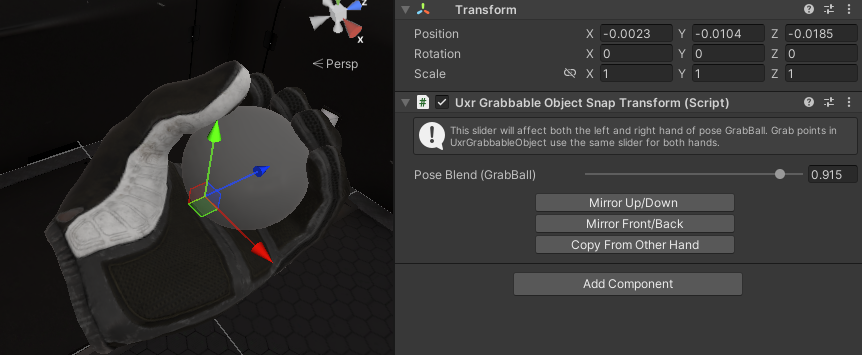 z
x
< Persp
Transform
Position X -0.0023 Y -0.0104 Z -0.0185
Rotation X 0 Y 0 Z 0
Scale X 1 Y 1 Z 1
# Uxr Grabbable Object Snap Transform (Script)
This slider will affect both the left and right hand of pose GrabBall. Grab points in
UxrGrabbableObject use the same slider for both hands.
Pose Blend (GrabBall) 0.915
Mirror Up/Down
Mirror Front/Back
Copy From Other Hand
Add Component